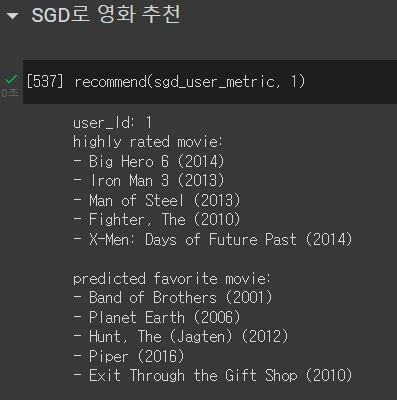 SGD로 영화 추천
[537] recommend(sgd_user_metric, 1)
0초
user_Id: 1
highly rated movie:
- Big Hero 6 (2014)
- Iron Man 3 (2013)
- Man of Steel (2013)
- Fighter, The (2010)
- X-Men: Days of Future Past (2014)
predicted favorite movie:
- Band of Brothers (2001)
- Planet Earth (2006)
- Hunt, The (Jagten) (2012)
- Piper (2016)
- Exit Through the Gift Shop (2010)